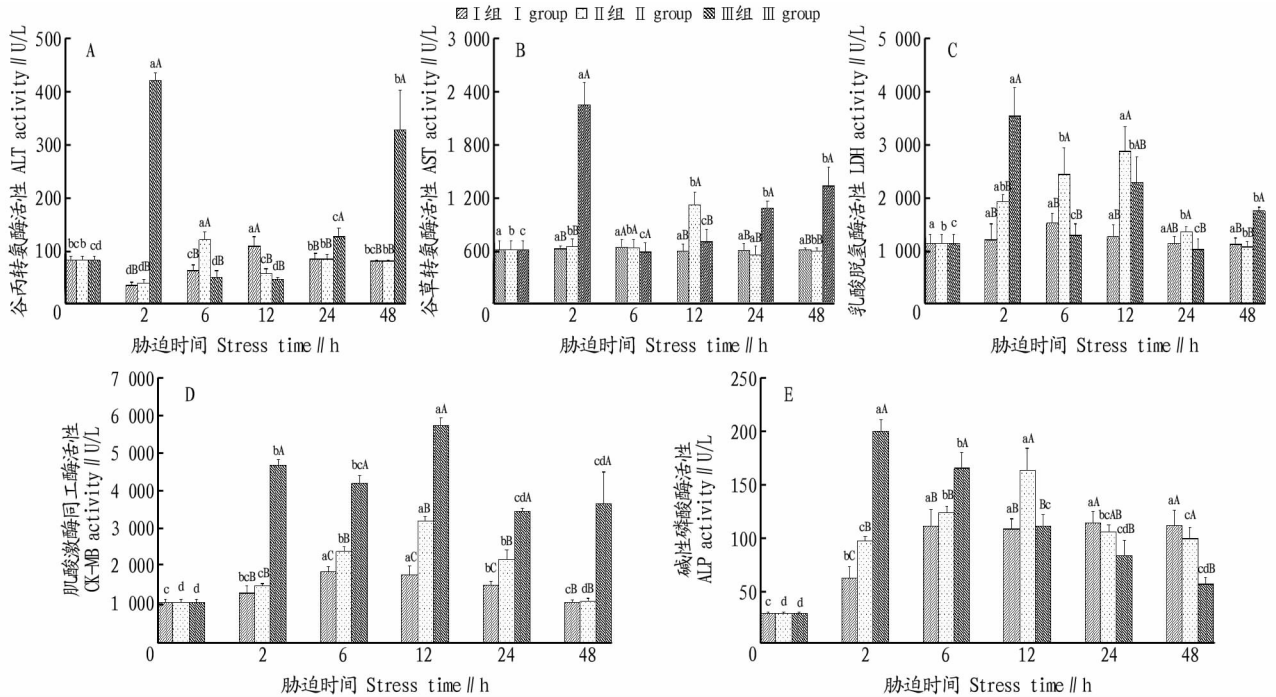 Ⅰ组 Ⅰ group Ⅱ组 Ⅱ group Ⅲ组 Ⅲ group
A
谷丙转氨酶活性 ALT activity∥U/L
500
400
300
200
100
0
bc b cd
dB dB aA
cB aA dB
aA cB dB
bB bB cA
bcB bB bA
2 6 12 24 48
胁迫时间 Stress time∥h
B
谷草转氨酶活性 AST activity∥U/L
3 000
2 400
1 800
1 200
600
0
a b c
aB bB aA
aA bA cA
aB bA cB
aB aB bA
aB bB bA
2 6 12 24 48
胁迫时间 Stress time∥h
C
乳酸脱氢酶活性 LDH activity∥U/L
5 000
4 000
3 000
2 000
1 000
0
a b c
aB abB aA
aB bA cB
aB aA bAB
aAB bA cB
aB bB bA
2 6 12 24 48
胁迫时间 Stress time∥h
D
肌酸激酶同工酶活性
CK-MB activity∥U/L
7 000
6 000
5 000
4 000
3 000
2 000
1 000
0
c d d
bcB cB bA
aC bB bcA
aC aB aA
bC bB cdA
cB dB cdA
2 6 12 24 48
胁迫时间 Stress time∥h
E
碱性磷酸酶活性
ALP activity∥U/L
250
200
150
100
50
0
c d d
bC cB aA
aB bB bA
aB aA Bc
aA bcAB cdB
aA cA cdB
2 6 12 24 48
胁迫时间 Stress time∥h